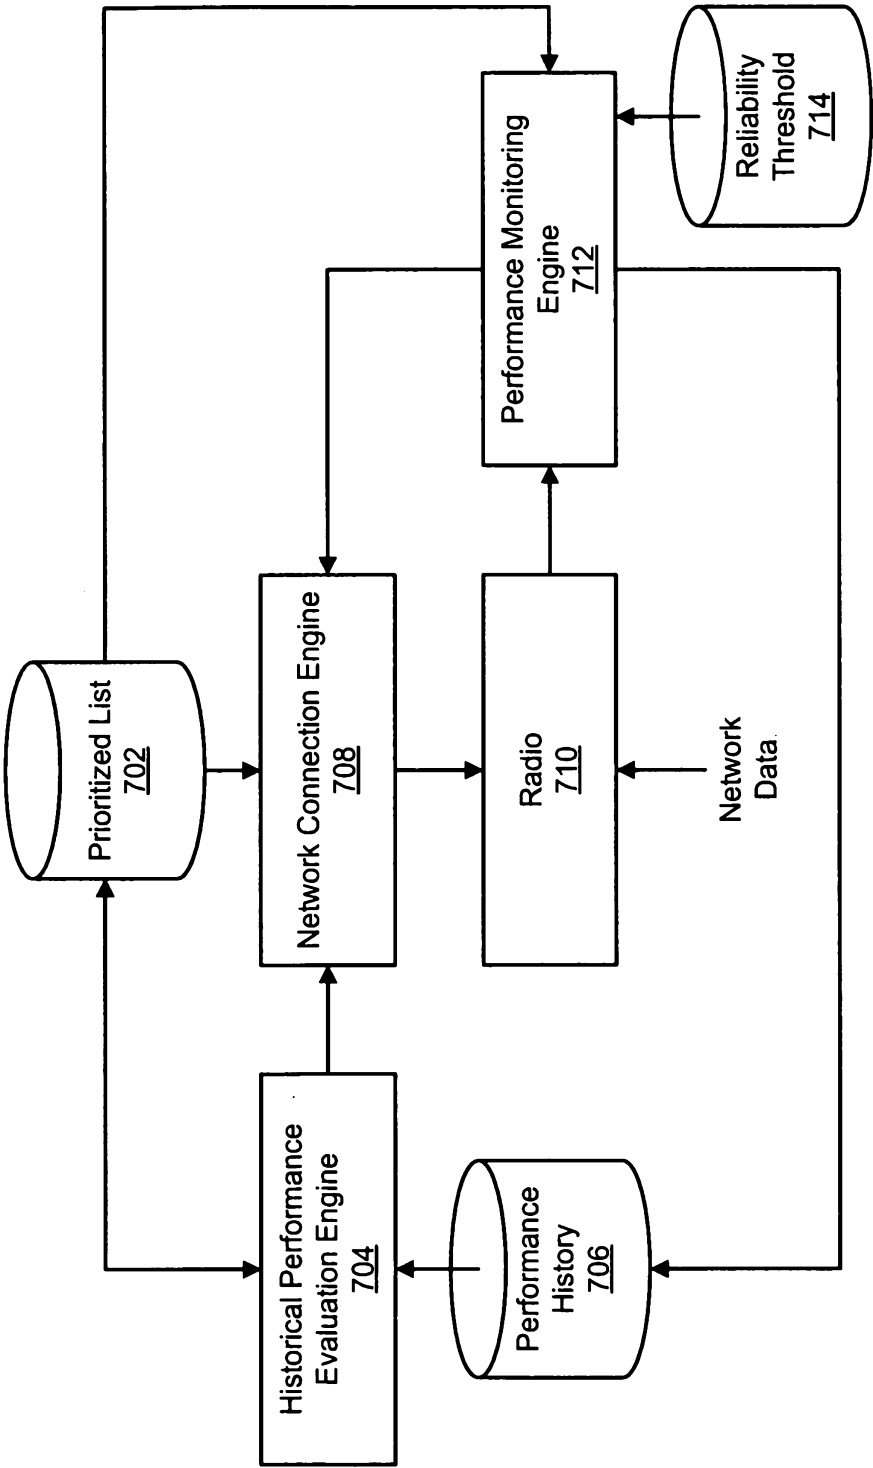 Prioritized List
702
Historical Performance
Evaluation Engine
704
Network Connection Engine
708
Performance
History
706
Radio
710
Performance Monitoring
Engine
712
Network
Data
Reliability
Threshold
714